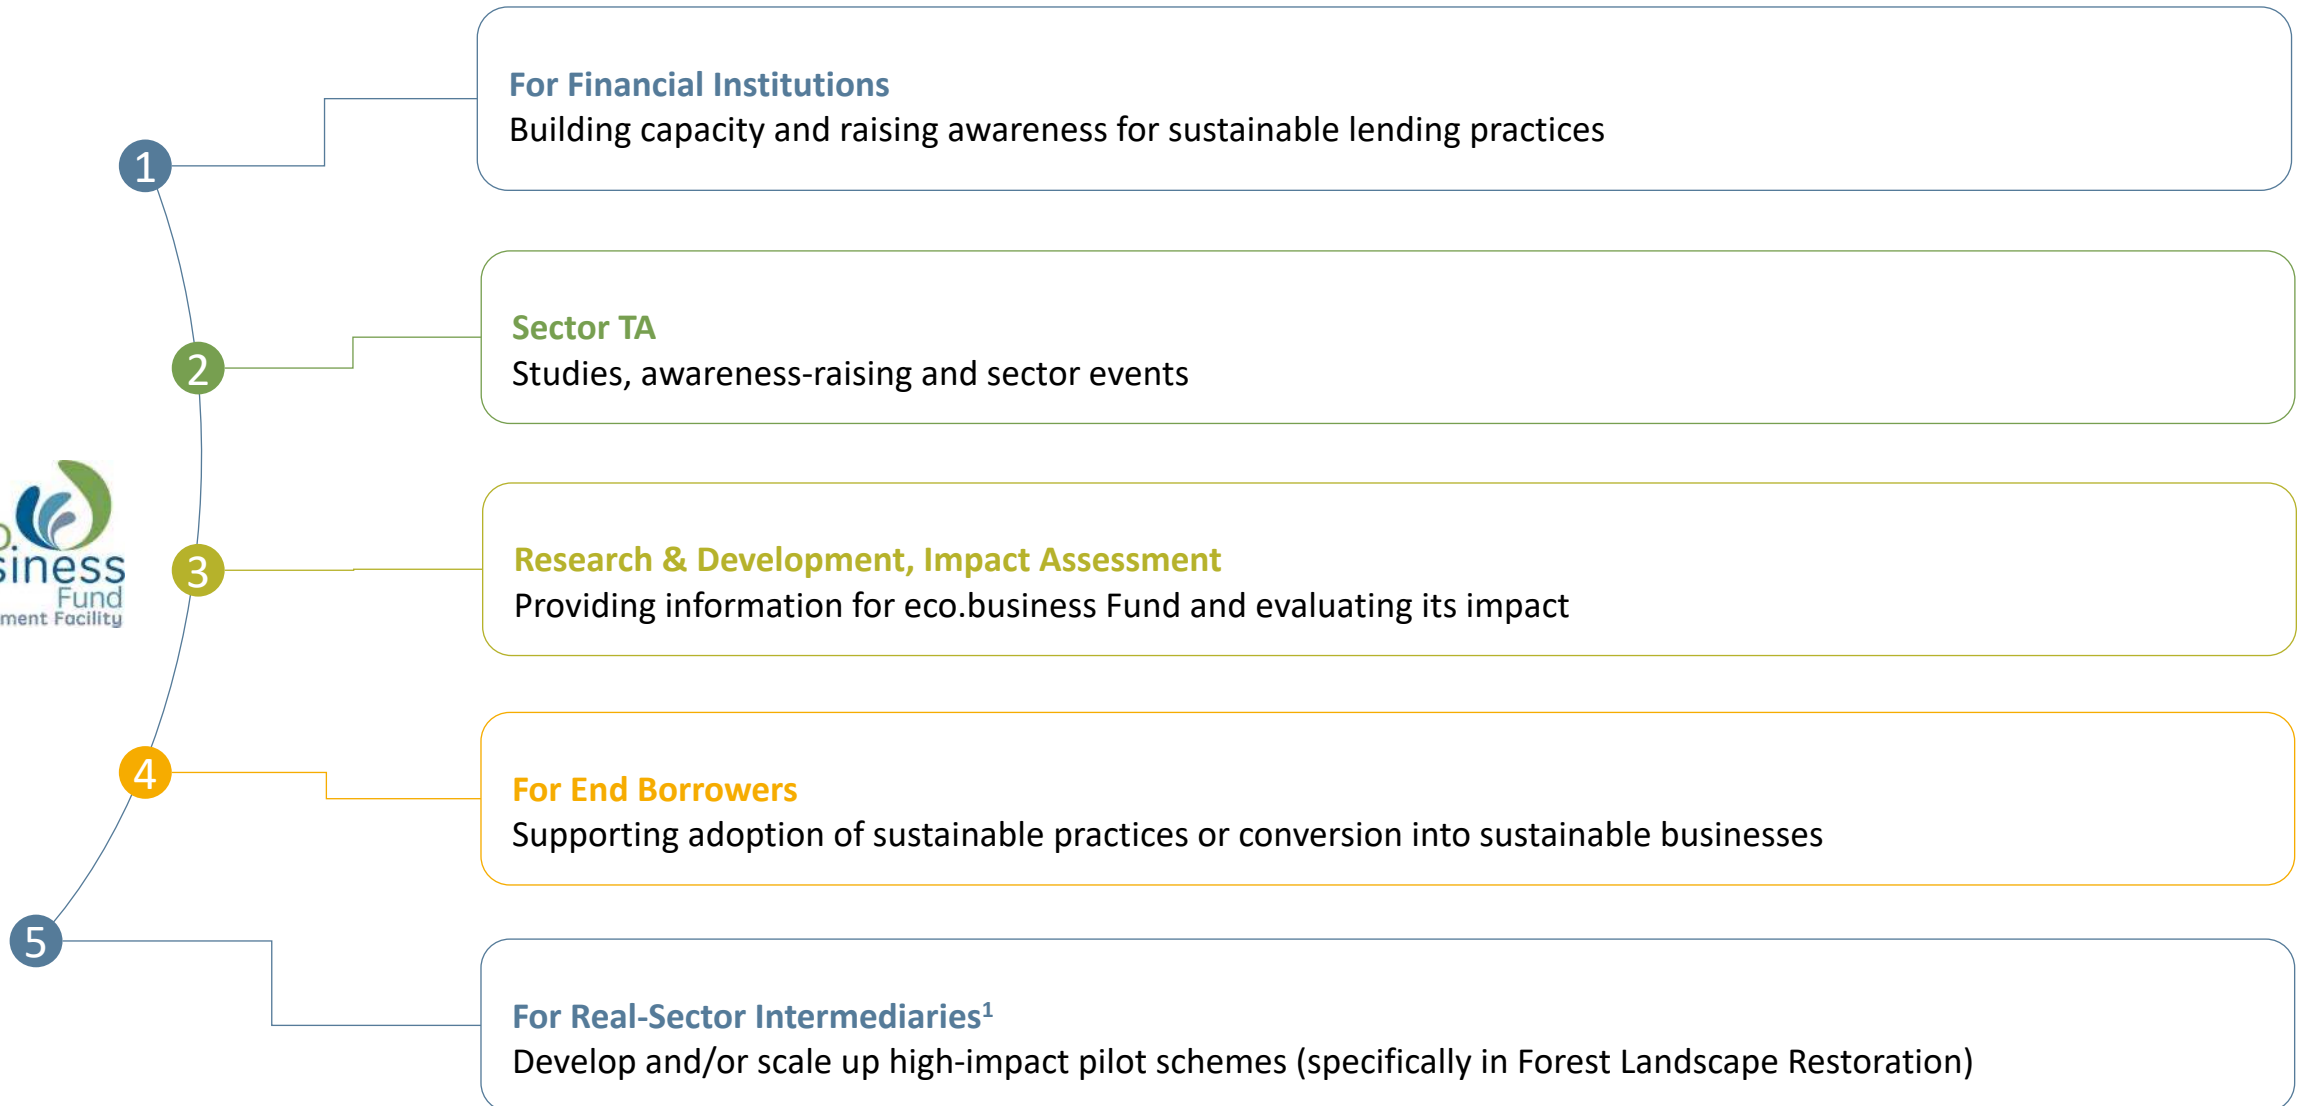 1
For Financial Institutions
Building capacity and raising awareness for sustainable lending practices
2
Sector TA
Studies, awareness-raising and sector events
siness
Fund
ment Facility
3
Research & Development, Impact Assessment
Providing information for eco.business Fund and evaluating its impact
4
For End Borrowers
Supporting adoption of sustainable practices or conversion into sustainable businesses
5
For Real-Sector Intermediaries¹
Develop and/or scale up high-impact pilot schemes (specifically in Forest Landscape Restoration)